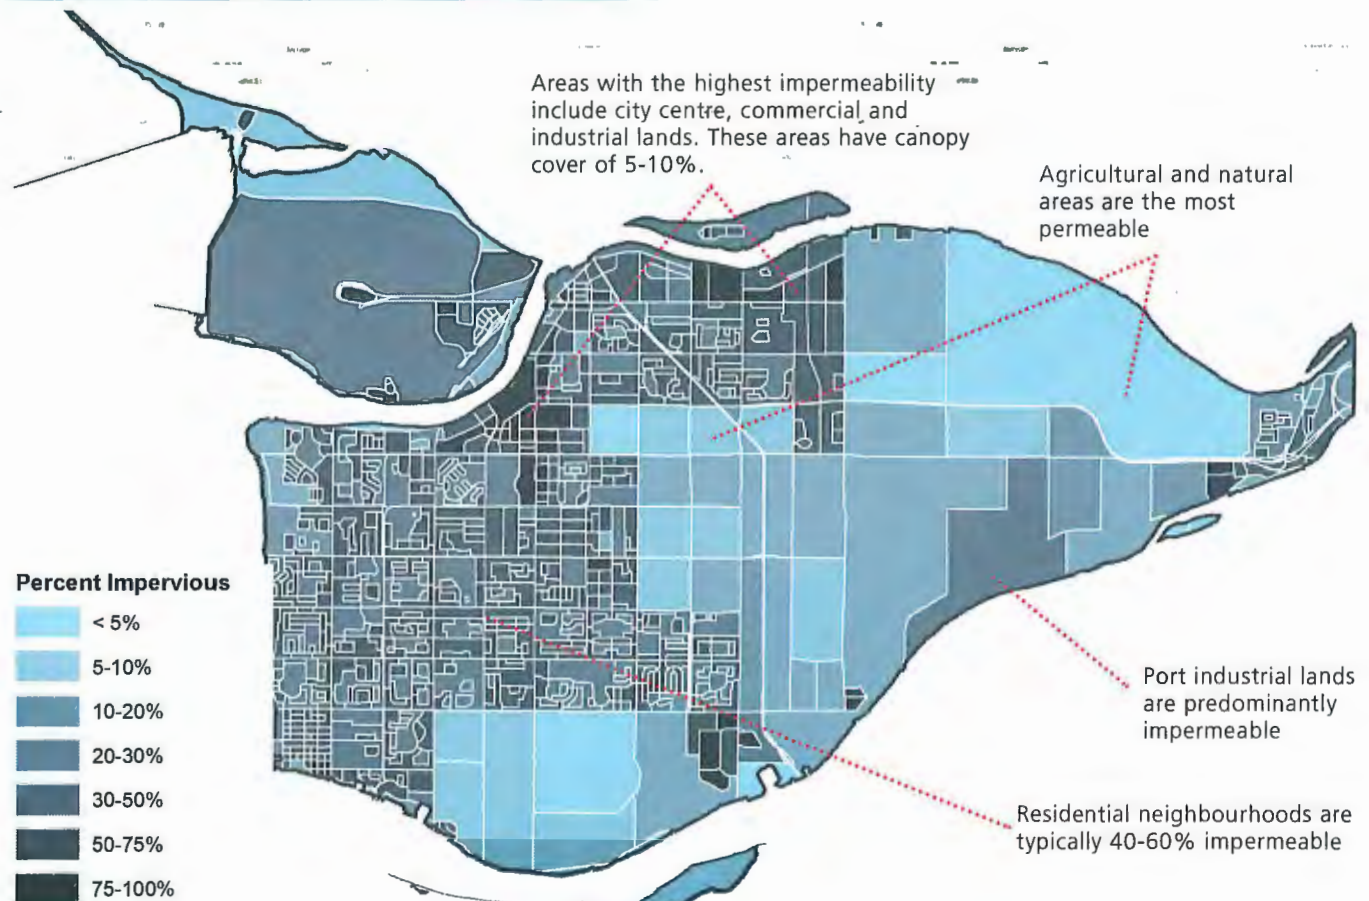 Areas with the highest impermeability
include city centre, commercial and
industrial lands. These areas have canopy
cover of 5-10%.
Agricultural and natural
areas are the most
permeable
Percent Impervious
< 5%
5-10%
10-20%
20-30%
30-50%
50-75%
75-100%
Port industrial lands
are predominantly
impermeable
Residential neighbourhoods are
typically 40-60% impermeable